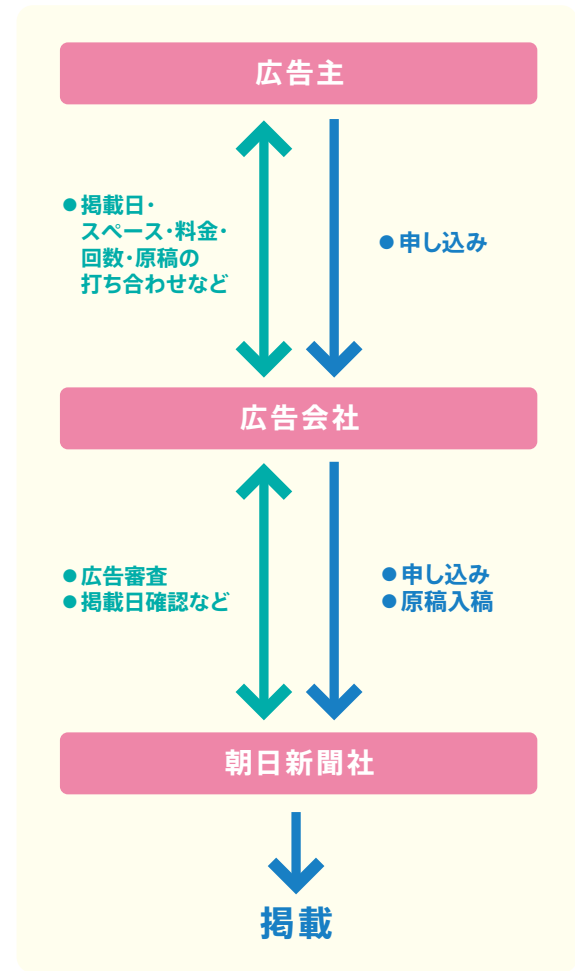 広告主
●掲載日・
スペース・料金・
回数・原稿の
打ち合わせなど
●申し込み
広告会社
●広告審査
●掲載日確認など
●申し込み
●原稿入稿
朝日新聞社
掲載